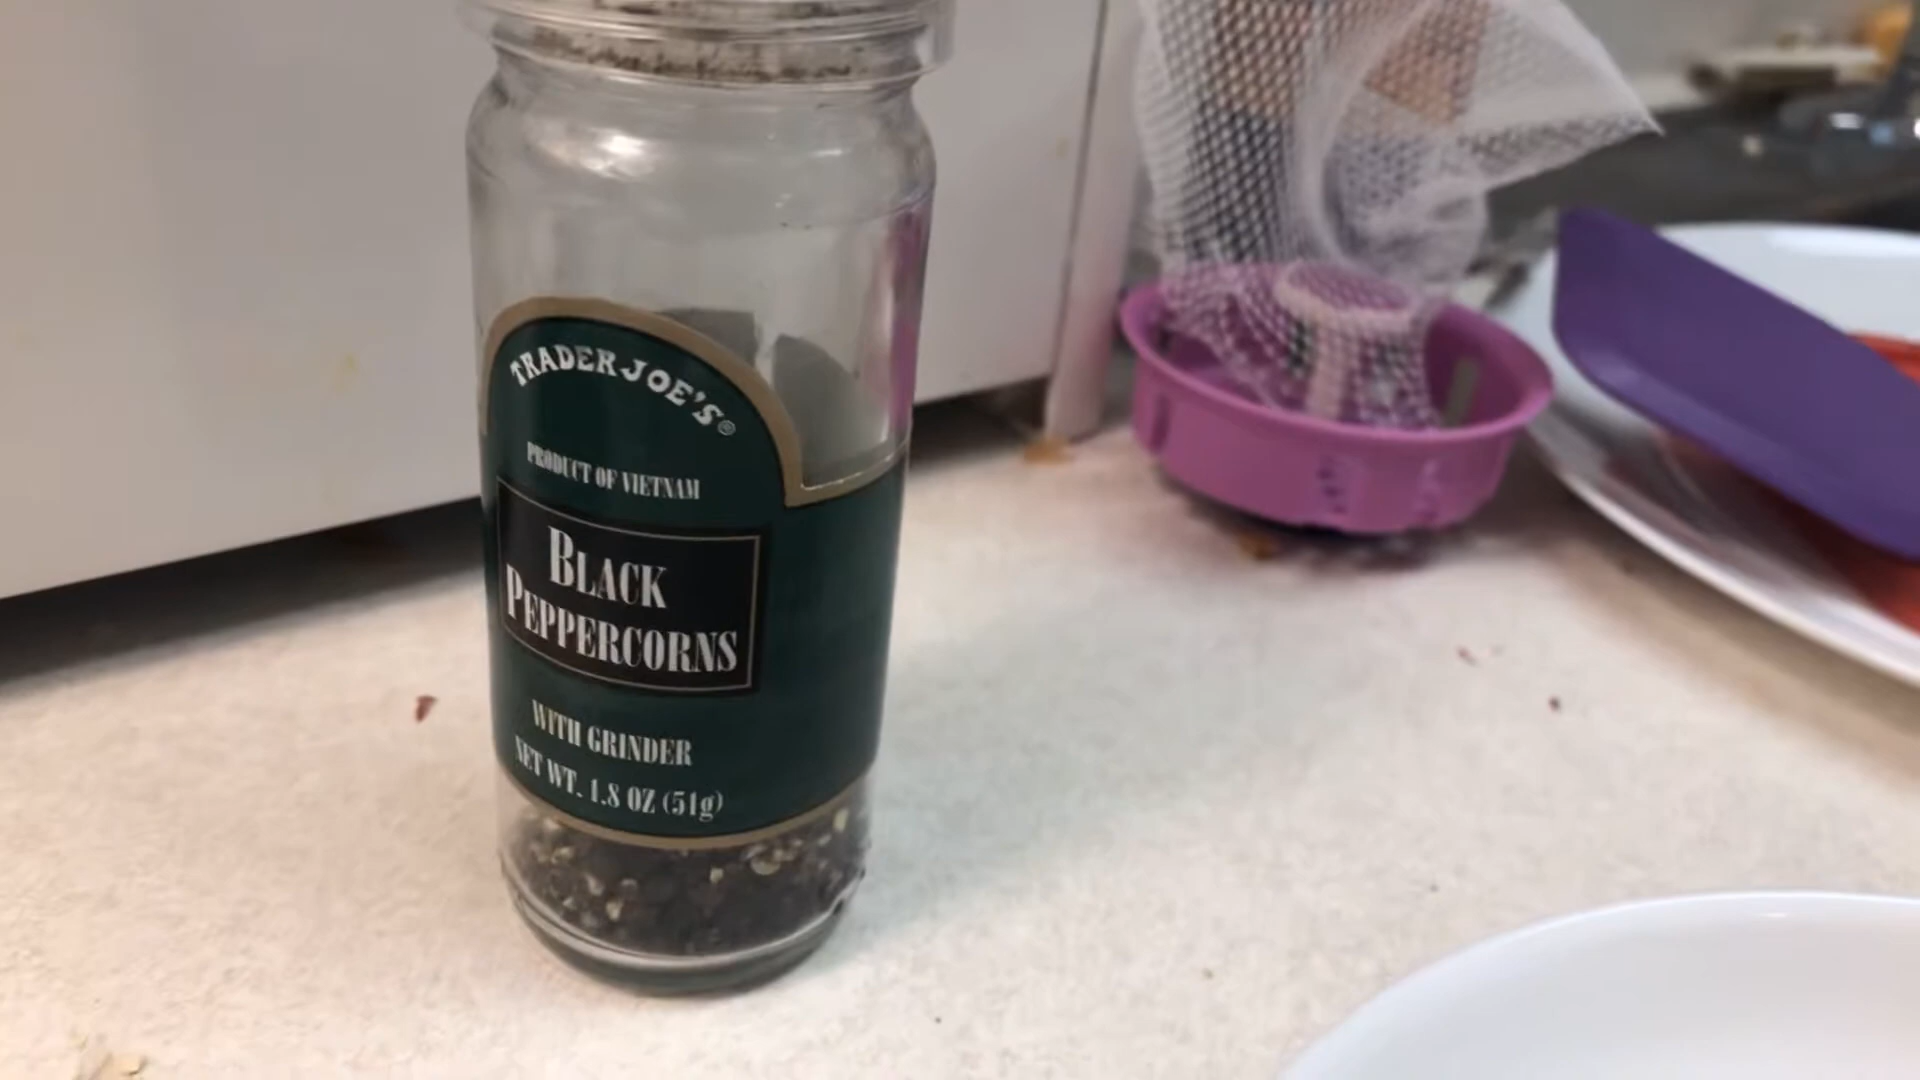 TRADER JOE'S®
PRODUCT OF VIETNAM
BLACK
PEPPERCORNS
WITH GRINDER
NET WT. 1.8 OZ (51g)